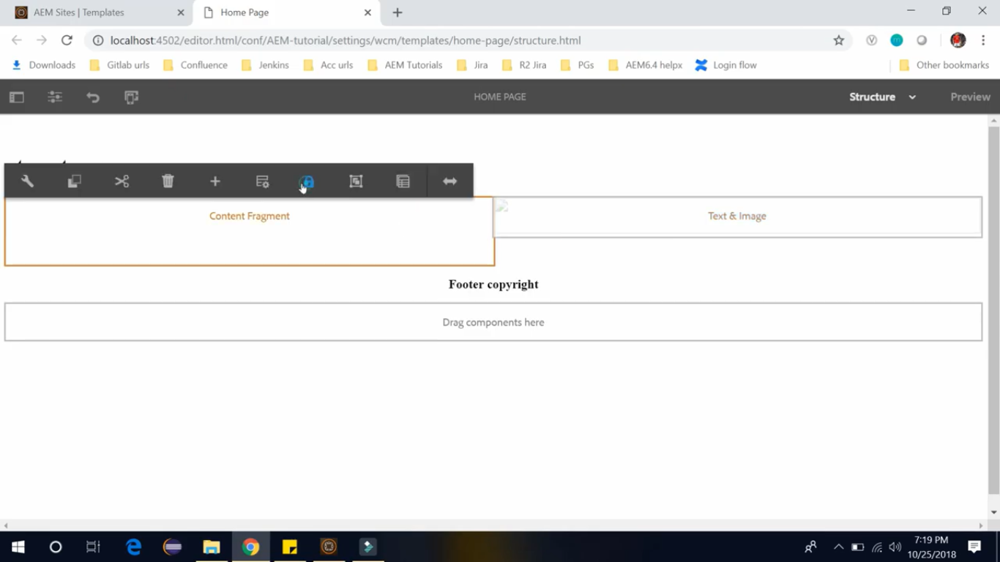 AEM Sites | Templates
Home Page
localhost:4502/editor.html/conf/AEM-tutorial/settings/wcm/templates/home-page/structure.html
Downloads Gitlab urls Confluence Jenkins Acc urls AEM Tutorials Jira R2 Jira PGs AEM6.4 helpx Login flow Other bookmarks
HOME PAGE Structure Preview
Content Fragment Text & Image
Footer copyright
Drag components here
7:19 PM
10/25/2018